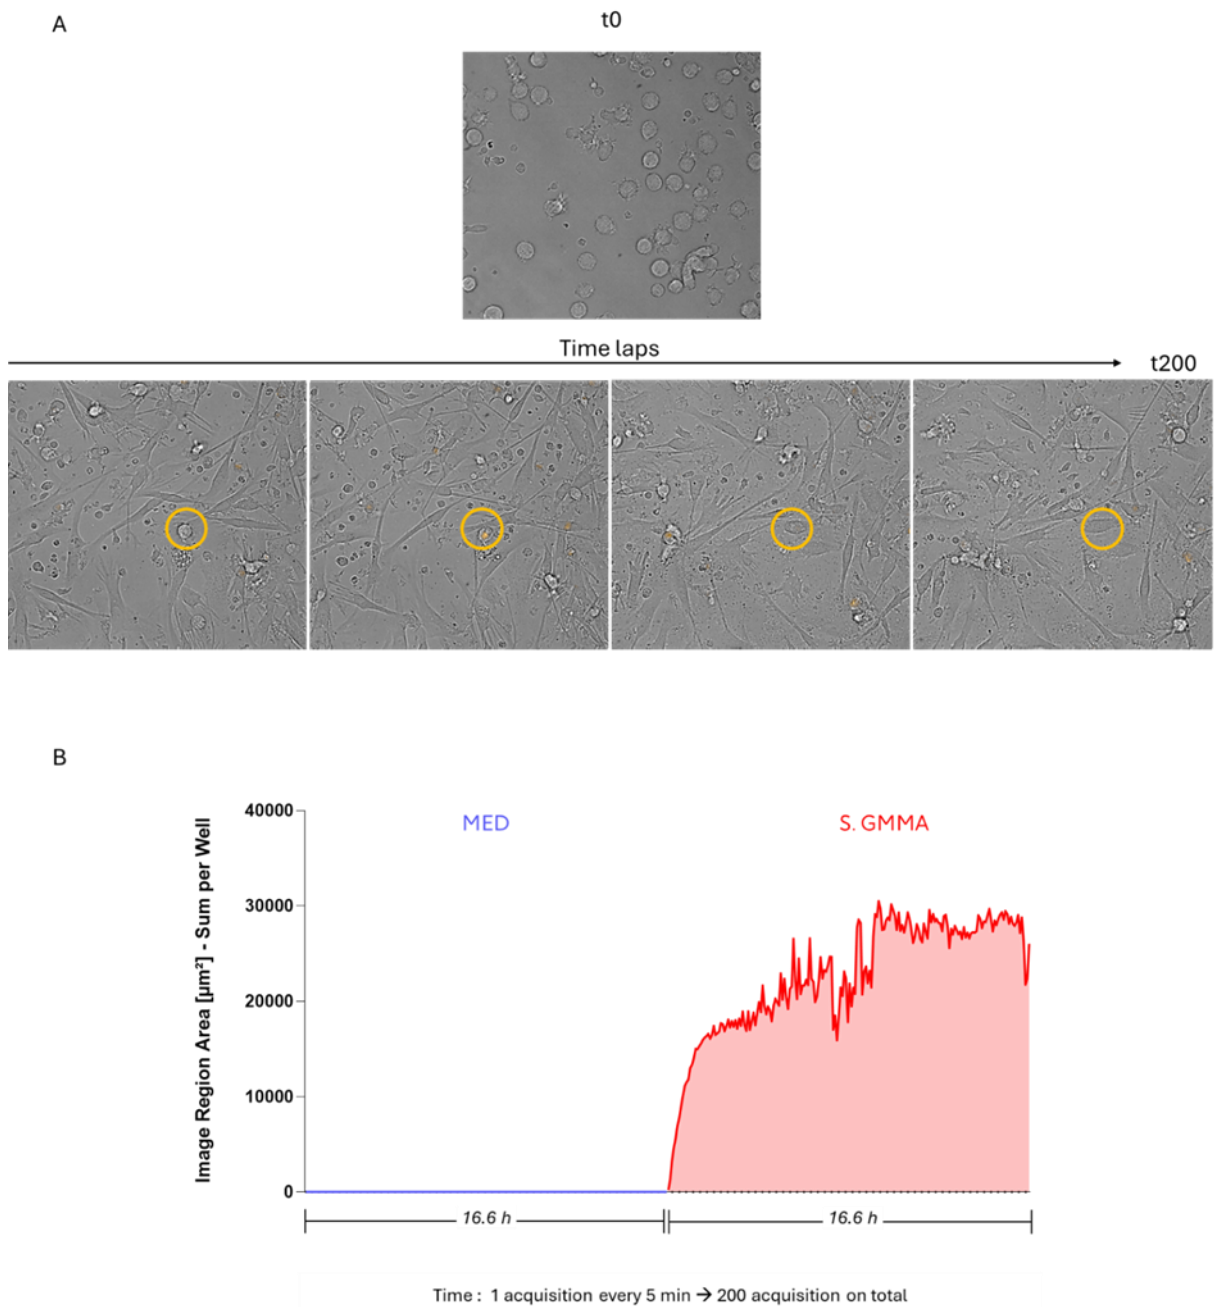 A
t0
Time laps
t200
B
MED
S. GMMA
Image Region Area [µm²] - Sum per Well
40000
30000
20000
10000
0
16.6 h
16.6 h
Time : 1 acquisition every 5 min → 200 acquisition on total